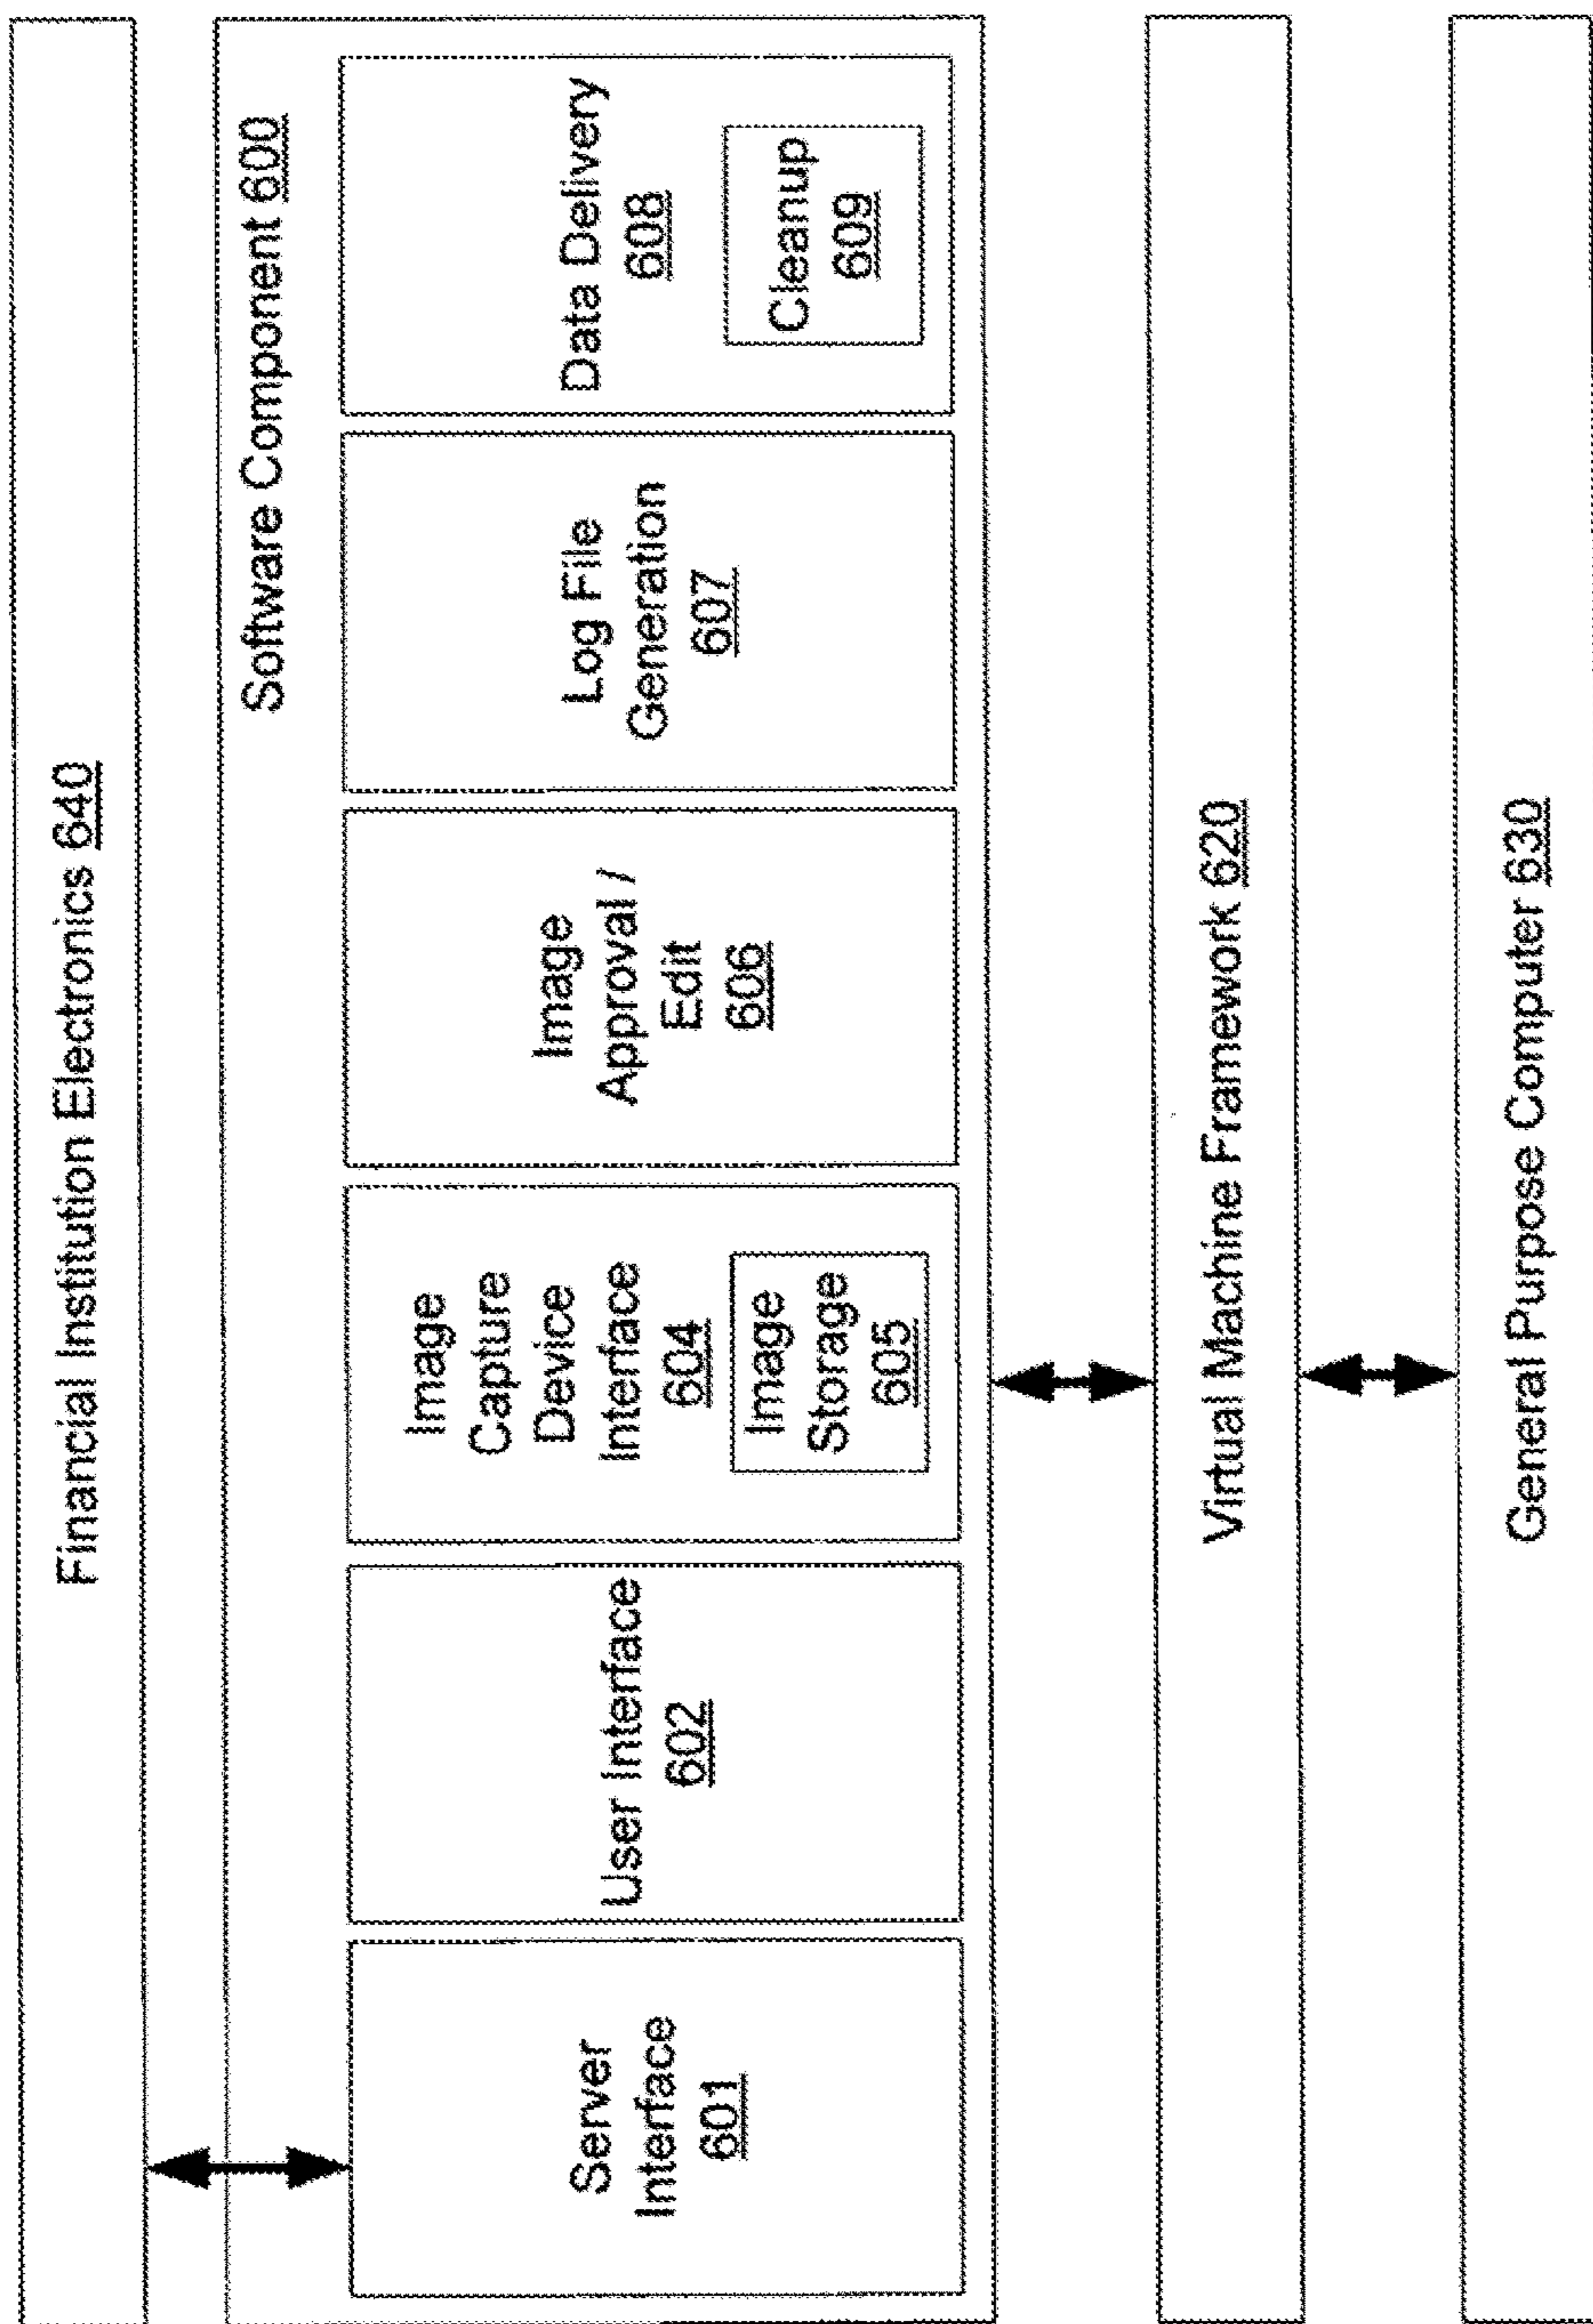 Financial Institution Electronics 640
Software Component 600
Server
Interface
601
User Interface
602
Image
Capture
Device
Interface
604
Image
Storage
605
Image
Approval /
Edit
606
Log File
Generation
607
Data Delivery
608
Cleanup
609
Virtual Machine Framework 620
General Purpose Computer 630